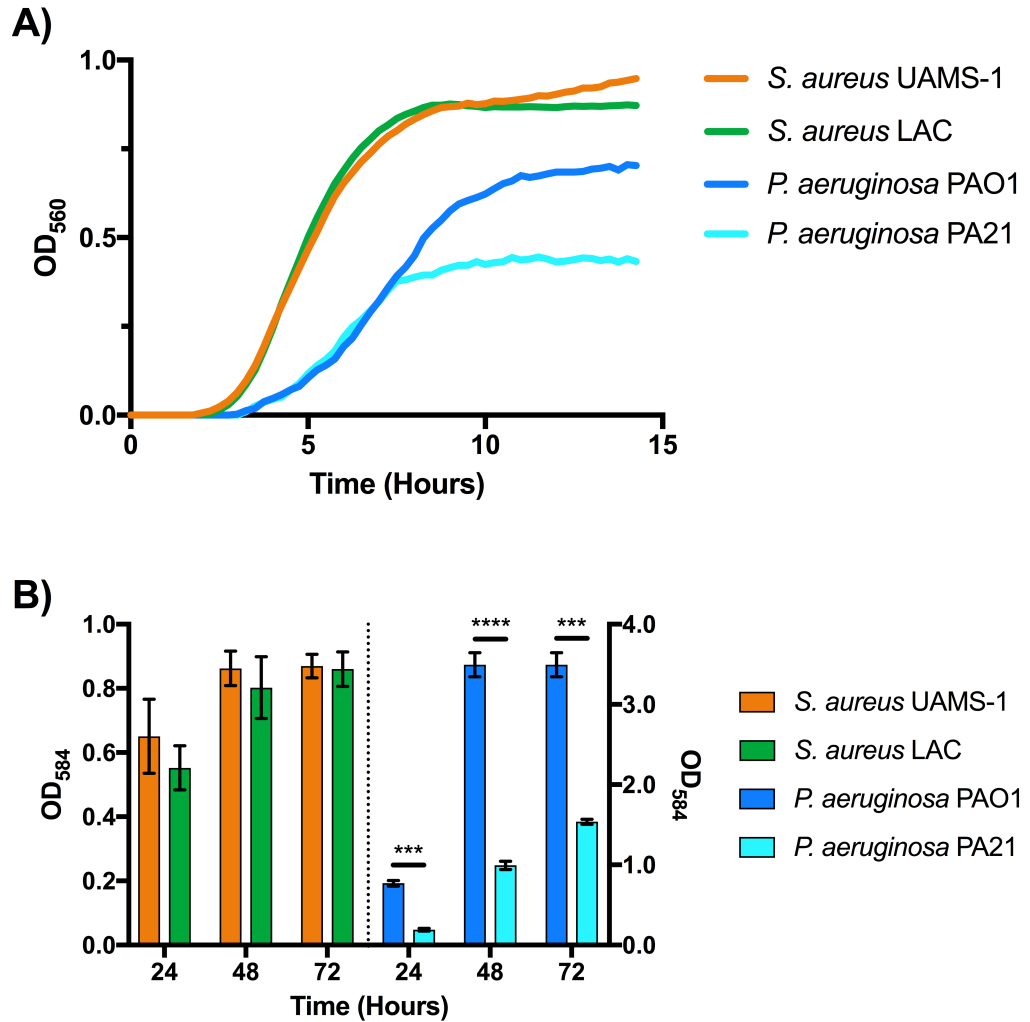 A)
1.0
0.5
0.0
OD560
0
5
10
15
Time (Hours)
S. aureus UAMS-1
S. aureus LAC
P. aeruginosa PAO1
P. aeruginosa PA21
B)
1.0
0.8
0.6
0.4
0.2
0.0
OD584
***
****
***
4.0
3.0
2.0
1.0
0.0
OD584
24
48
72
24
48
72
Time (Hours)
S. aureus UAMS-1
S. aureus LAC
P. aeruginosa PAO1
P. aeruginosa PA21